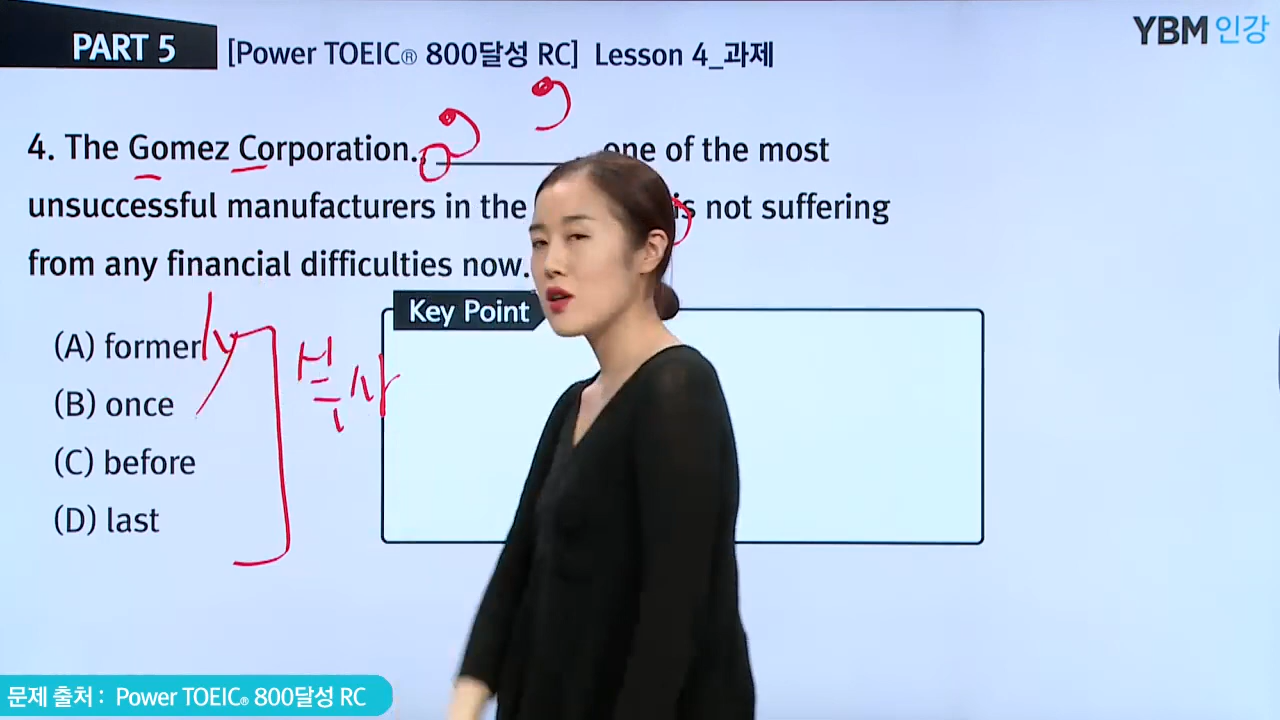 PART 5
[Power TOEIC® 800달성 RC] Lesson 4_과제
YBM 인강
4. The Gomez Corporation., ________, one of the most
unsuccessful manufacturers in the is not suffering
from any financial difficulties now.
Key Point
(A) formerly
(B) once
(C) before
(D) last
부사
문제 출처 : Power TOEIC® 800달성 RC